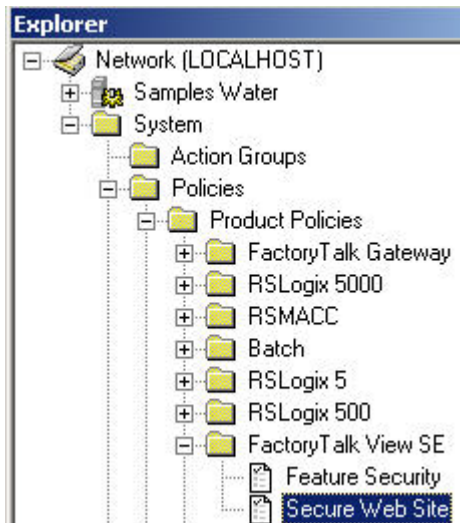 Explorer
Network (LOCALHOST)
Samples Water
System
Action Groups
Policies
Product Policies
FactoryTalk Gateway
RSLogix 5000
RSMACC
Batch
RSLogix 5
RSLogix 500
FactoryTalk View SE
Feature Security
Secure Web Site